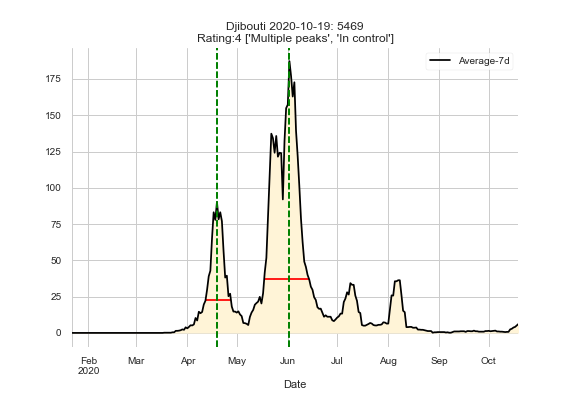 Djibouti 2020-10-19: 5469
Rating:4 ['Multiple peaks', 'In control']
Average-7d
175
150
125
100
75
50
25
0
Feb Mar Apr May Jun Jul Aug Sep Oct
2020
Date